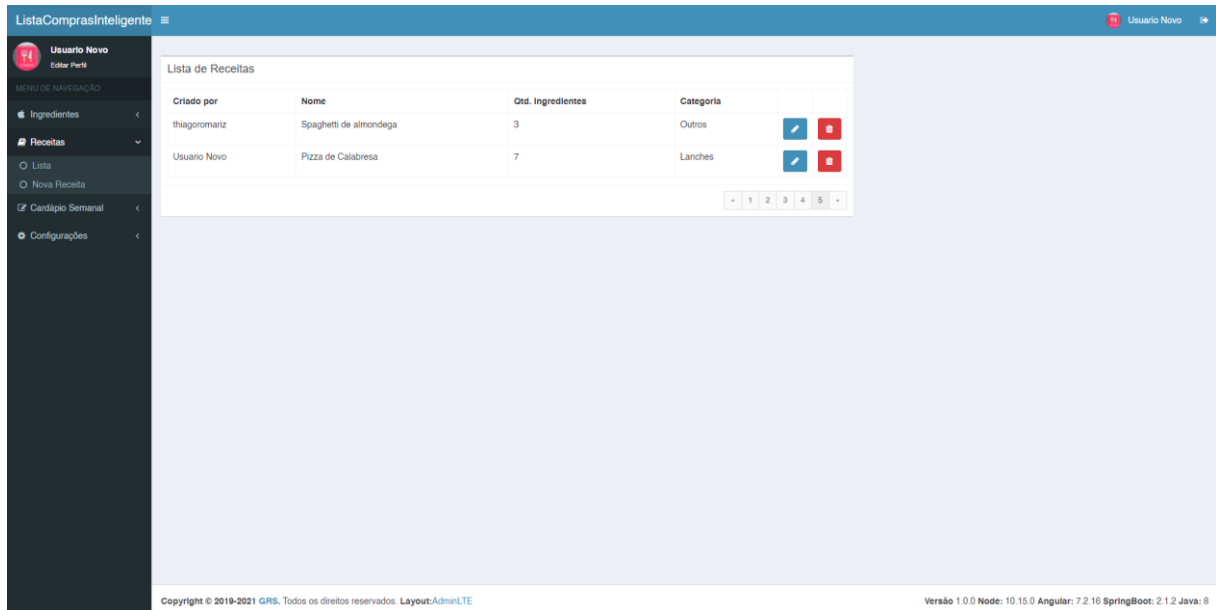 ListaComprasInteligente
Usuario Novo
Usuario Novo
Editar Perfil
MENU DE NAVEGAÇÃO
Ingredientes
Receitas
Lista
Nova Receita
Cardápio Semanal
Configurações
Lista de Receitas
Criado por Nome Qtd. Ingredientes Categoria
thiagoromariz Spaghetti de almondega 3 Outros
Usuario Novo Pizza de Calabresa 7 Lanches
« 1 2 3 4 5 »
Copyright © 2019-2021 GRS. Todos os direitos reservados. Layout:AdminLTE
Versão 1.0.0 Node: 10.15.0 Angular: 7.2.16 SpringBoot: 2.1.2 Java: 8